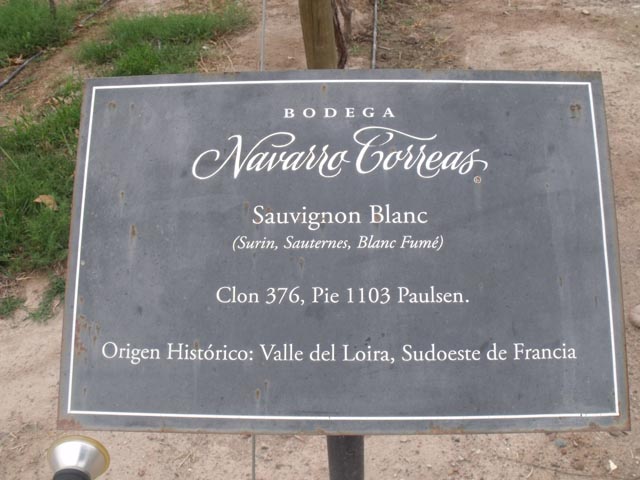 BODEGA
Navarro Correas
Sauvignon Blanc
(Surin, Sauternes, Blanc Fumé)
Clon 376, Pie 1103 Paulsen.
Origen Histórico: Valle del Loira, Sudoeste de Francia